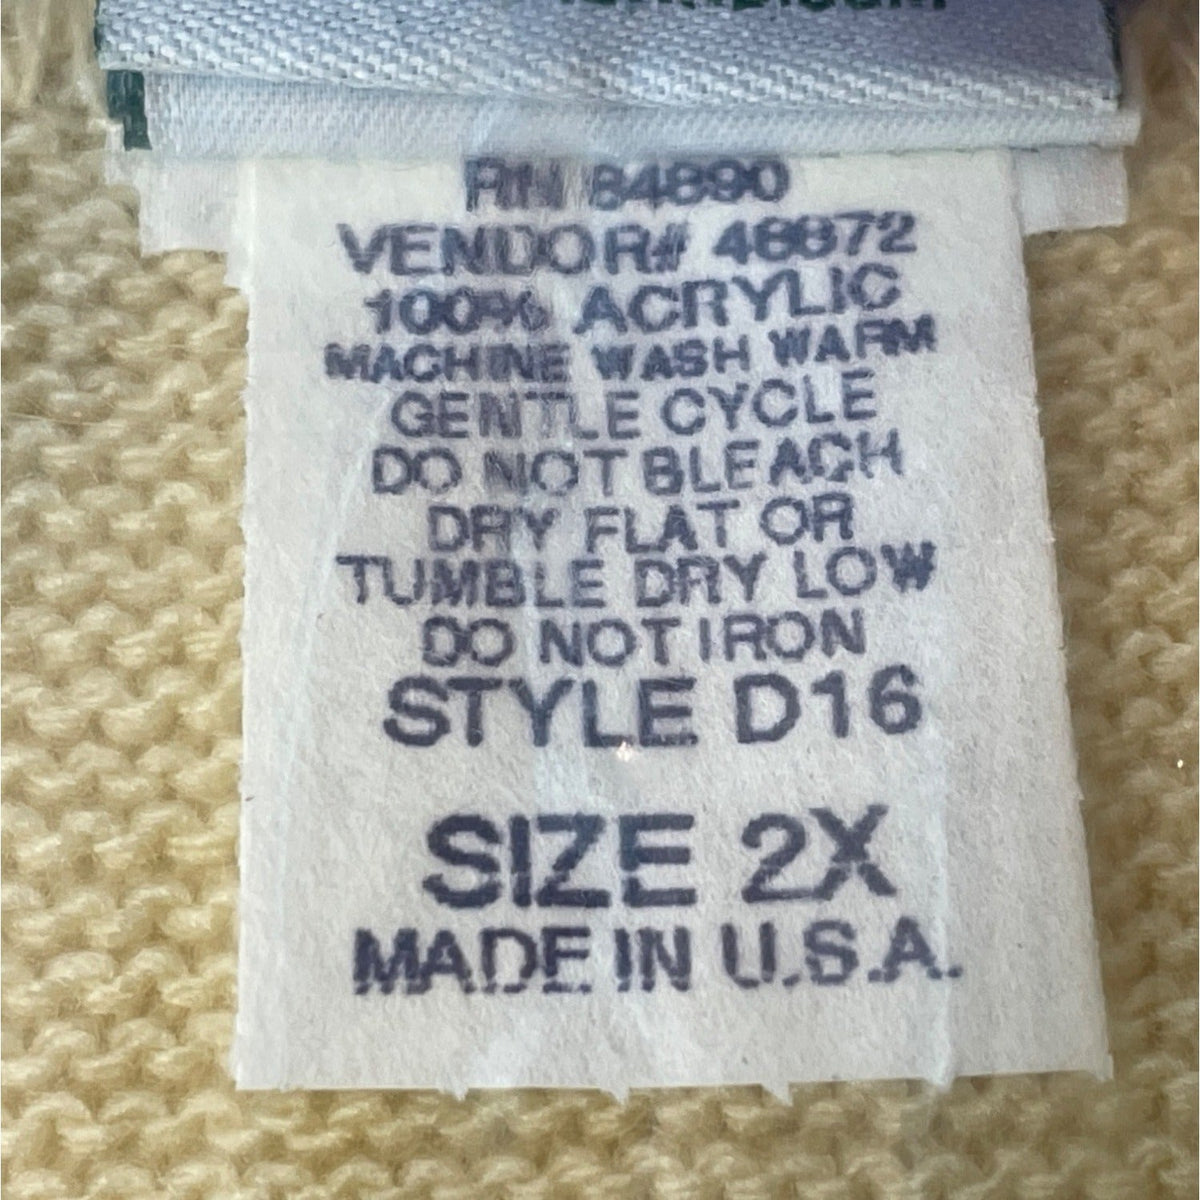 RN 84890
VENDOR# 48872
100% ACRYLIC
MACHINE WASH WARM
GENTLE CYCLE
DO NOT BLEACH
DRY FLAT OR
TUMBLE DRY LOW
DO NOT IRON
STYLE D16
SIZE 2X
MADE IN U.S.A.